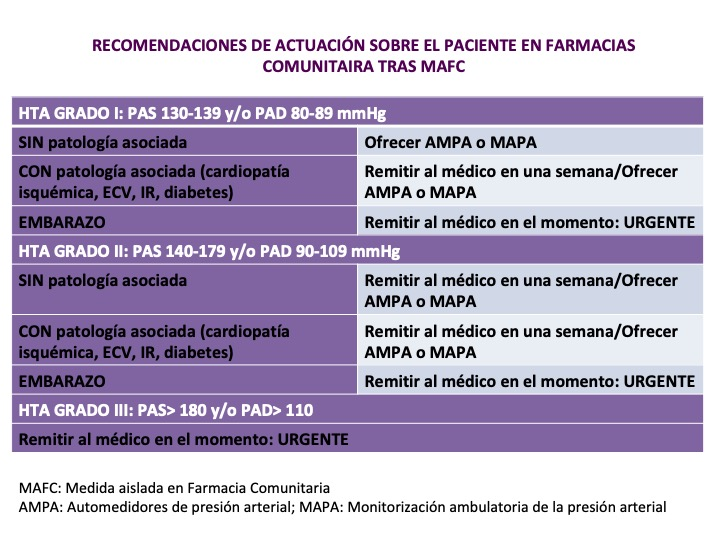 RECOMENDACIONES DE ACTUACIÓN SOBRE EL PACIENTE EN FARMACIAS
COMUNITAIRA TRAS MAFC
HTA GRADO I: PAS 130-139 y/o PAD 80-89 mmHg
SIN patología asociada
Ofrecer AMPA o MAPA
CON patología asociada (cardiopatía
isquémica, ECV, IR, diabetes)
Remitir al médico en una semana/Ofrecer
AMPA o MAPA
EMBARAZO
Remitir al médico en el momento: URGENTE
HTA GRADO II: PAS 140-179 y/o PAD 90-109 mmHg
SIN patología asociada
Remitir al médico en una semana/Ofrecer
AMPA o MAPA
CON patología asociada (cardiopatía
isquémica, ECV, IR, diabetes)
Remitir al médico en una semana/Ofrecer
AMPA o MAPA
EMBARAZO
Remitir al médico en el momento: URGENTE
HTA GRADO III: PAS> 180 y/o PAD> 110
Remitir al médico en el momento: URGENTE
MAFC: Medida aislada en Farmacia Comunitaria
AMPA: Automedidores de presión arterial; MAPA: Monitorización ambulatoria de la presión arterial